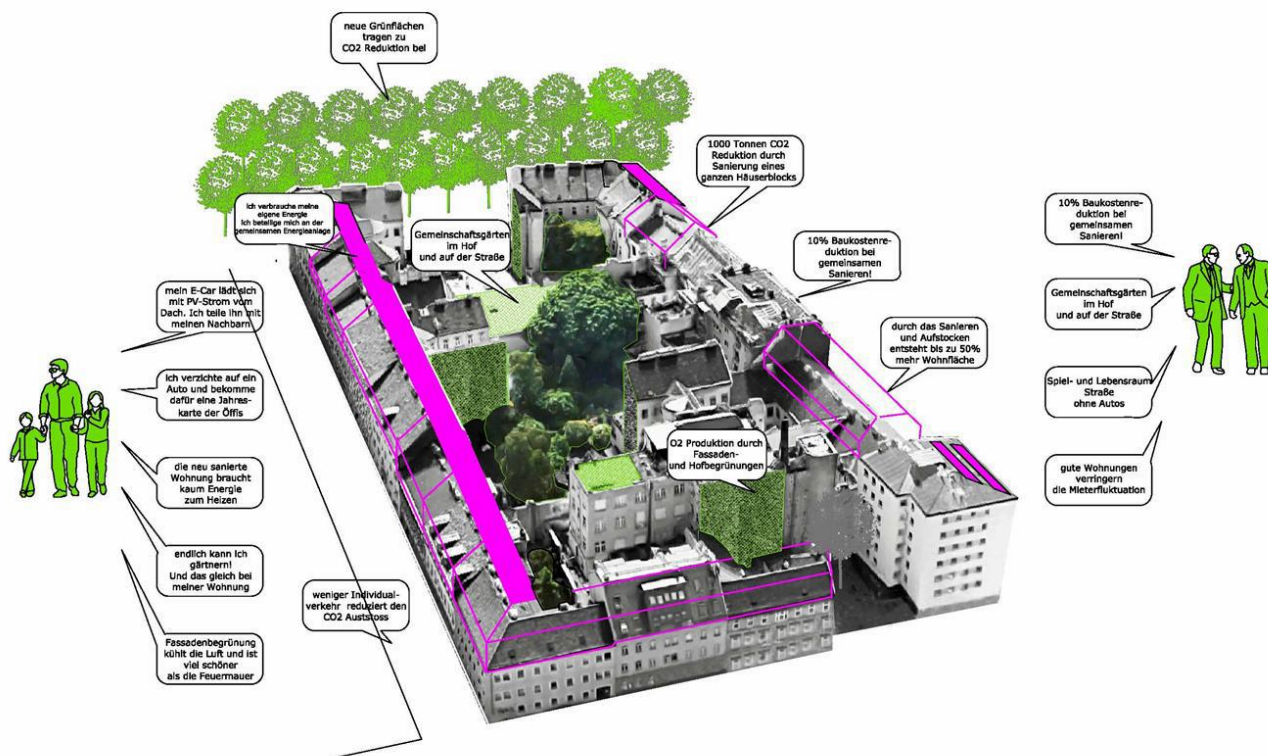 neue Grünflächen
tragen zu
CO2 Reduktion bei
1000 Tonnen CO2
Reduktion durch
Sanierung eines
ganzen Häuserblocks
ich verbrauche meine
eigene Energie
ich beteilige mich an der
gemeinsamen Energieanlage
Gemeinschaftsgärten
im Hof
und auf der Straße
10% Baukostenre-
duktion bei
gemeinsamen
Sanieren!
durch das Sanieren
und Aufstocken
entsteht bis zu 50%
mehr Wohnfläche
O2 Produktion durch
Fassaden-
und Hofbegrünungen
weniger Individual-
verkehr reduziert den
CO2 Auststoss
mein E-Car lädt sich
mit PV-Strom vom
Dach. Ich teile ihn mit
meinen Nachbarn
ich verzichte auf ein
Auto und bekomme
dafür eine Jahres-
karte der Öffis
die neu sanierte
Wohnung braucht
kaum Energie
zum Heizen
endlich kann ich
gärtnern!
Und das gleich bei
meiner Wohnung
Fassadenbegrünung
kühlt die Luft und ist
viel schöner
als die Feuermauer
10% Baukostenre-
duktion bei
gemeinsamen
Sanieren!
Gemeinschaftsgärten
im Hof
und auf der Straße
Spiel- und Lebensraum
Straße
ohne Autos
gute Wohnungen
verringern
die Mieterfluktuation